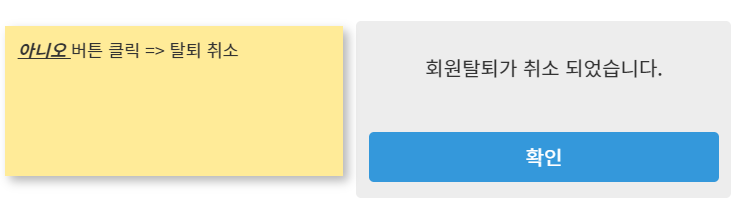 아니오 버튼 클릭 => 탈퇴 취소
회원탈퇴가 취소 되었습니다.
확인